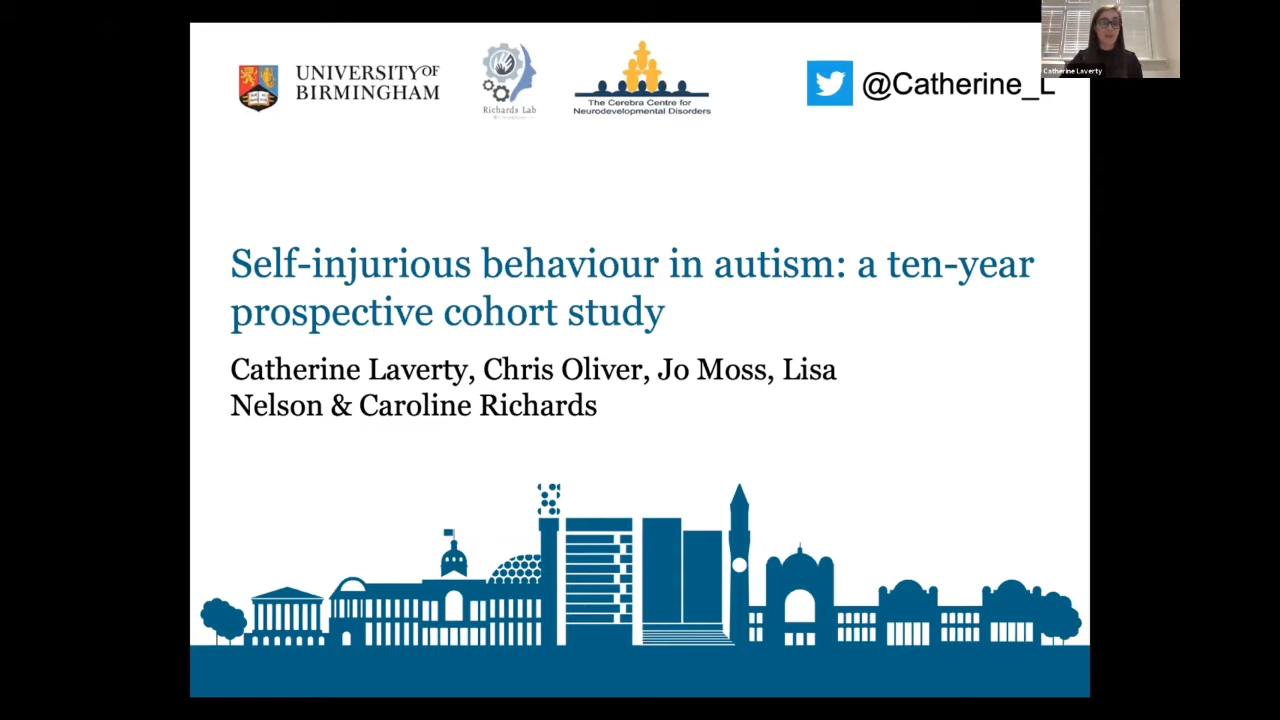 UNIVERSITY OF
BIRMINGHAM
Richards Lab
The Cerebra Centre for
Neurodevelopmental Disorders
@Catherine_L
Catherine Laverty
Self-injurious behaviour in autism: a ten-year
prospective cohort study
Catherine Laverty, Chris Oliver, Jo Moss, Lisa
Nelson & Caroline Richards